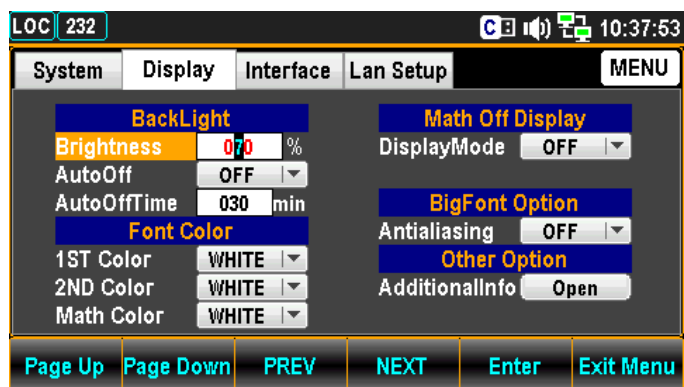 LOC 232 C 10:37:53
System Display Interface Lan Setup MENU
BackLight
Brightness 070 %
AutoOff OFF
AutoOffTime 030 min
Font Color
1ST Color WHITE
2ND Color WHITE
Math Color WHITE
Math Off Display
DisplayMode OFF
BigFont Option
Antialiasing OFF
Other Option
AdditionalInfo Open
Page Up Page Down PREV NEXT Enter Exit Menu